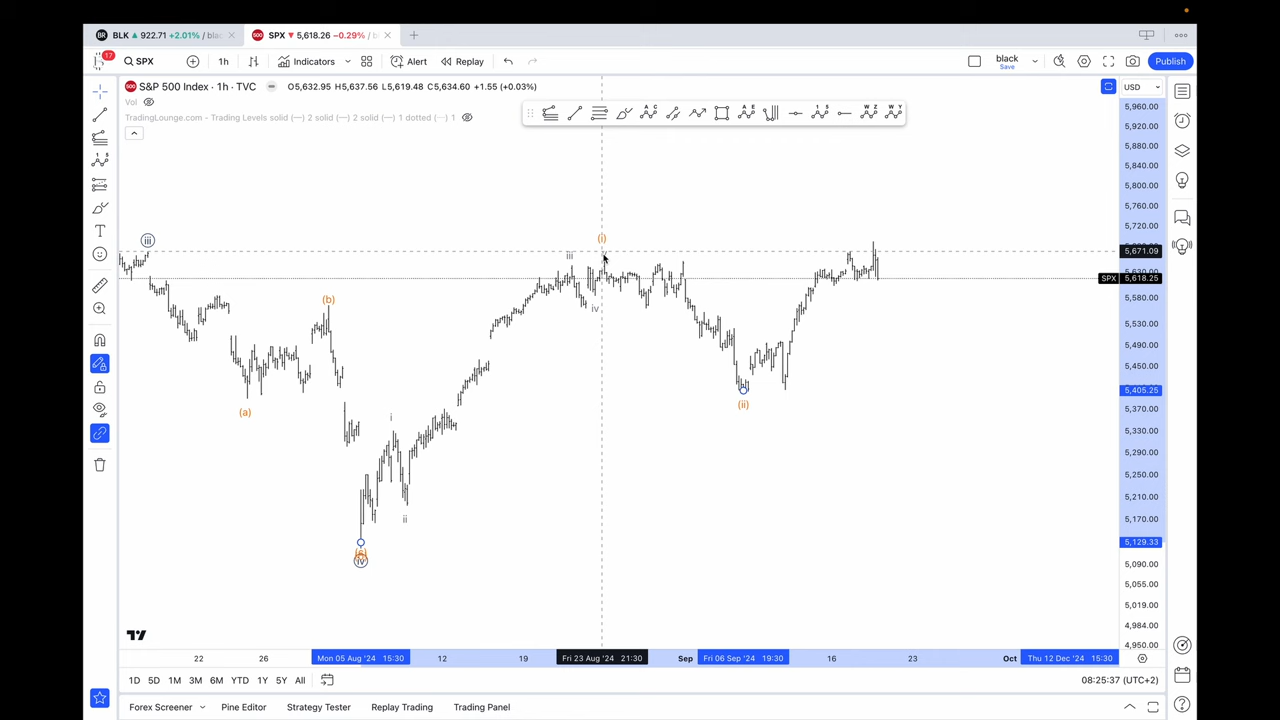 BLK 922.71 +2.01% / bla
SPX 5,618.26 −0.29% / b
17 SPX 1h Indicators Alert Replay black Save Publish
S&P 500 Index · 1h · TVC O5,632.95 H5,637.56 L5,619.48 C5,634.60 +1.55 (+0.03%)
USD
Vol
TradingLounge.com - Trading Levels solid (—) 2 solid (—) 2 solid (—) 1 dotted (···) 1
5,960.00
5,920.00
5,880.00
5,840.00
5,800.00
5,760.00
5,720.00
5,671.09
5,630.00
SPX 5,618.25
5,580.00
5,530.00
5,490.00
5,450.00
5,405.25
5,370.00
5,330.00
5,290.00
5,250.00
5,210.00
5,170.00
5,129.33
5,090.00
5,055.00
5,019.00
4,984.00
4,950.00
iii
(i)
iii
(b)
iv
(a)
i
(ii)
ii
iv
22 26 Mon 05 Aug '24 15:30 12 19 Fri 23 Aug '24 21:30 Sep Fri 06 Sep '24 19:30 16 23 Oct Thu 12 Dec '24 15:30
1D 5D 1M 3M 6M YTD 1Y 5Y All 08:25:37 (UTC+2)
Forex Screener Pine Editor Strategy Tester Replay Trading Trading Panel